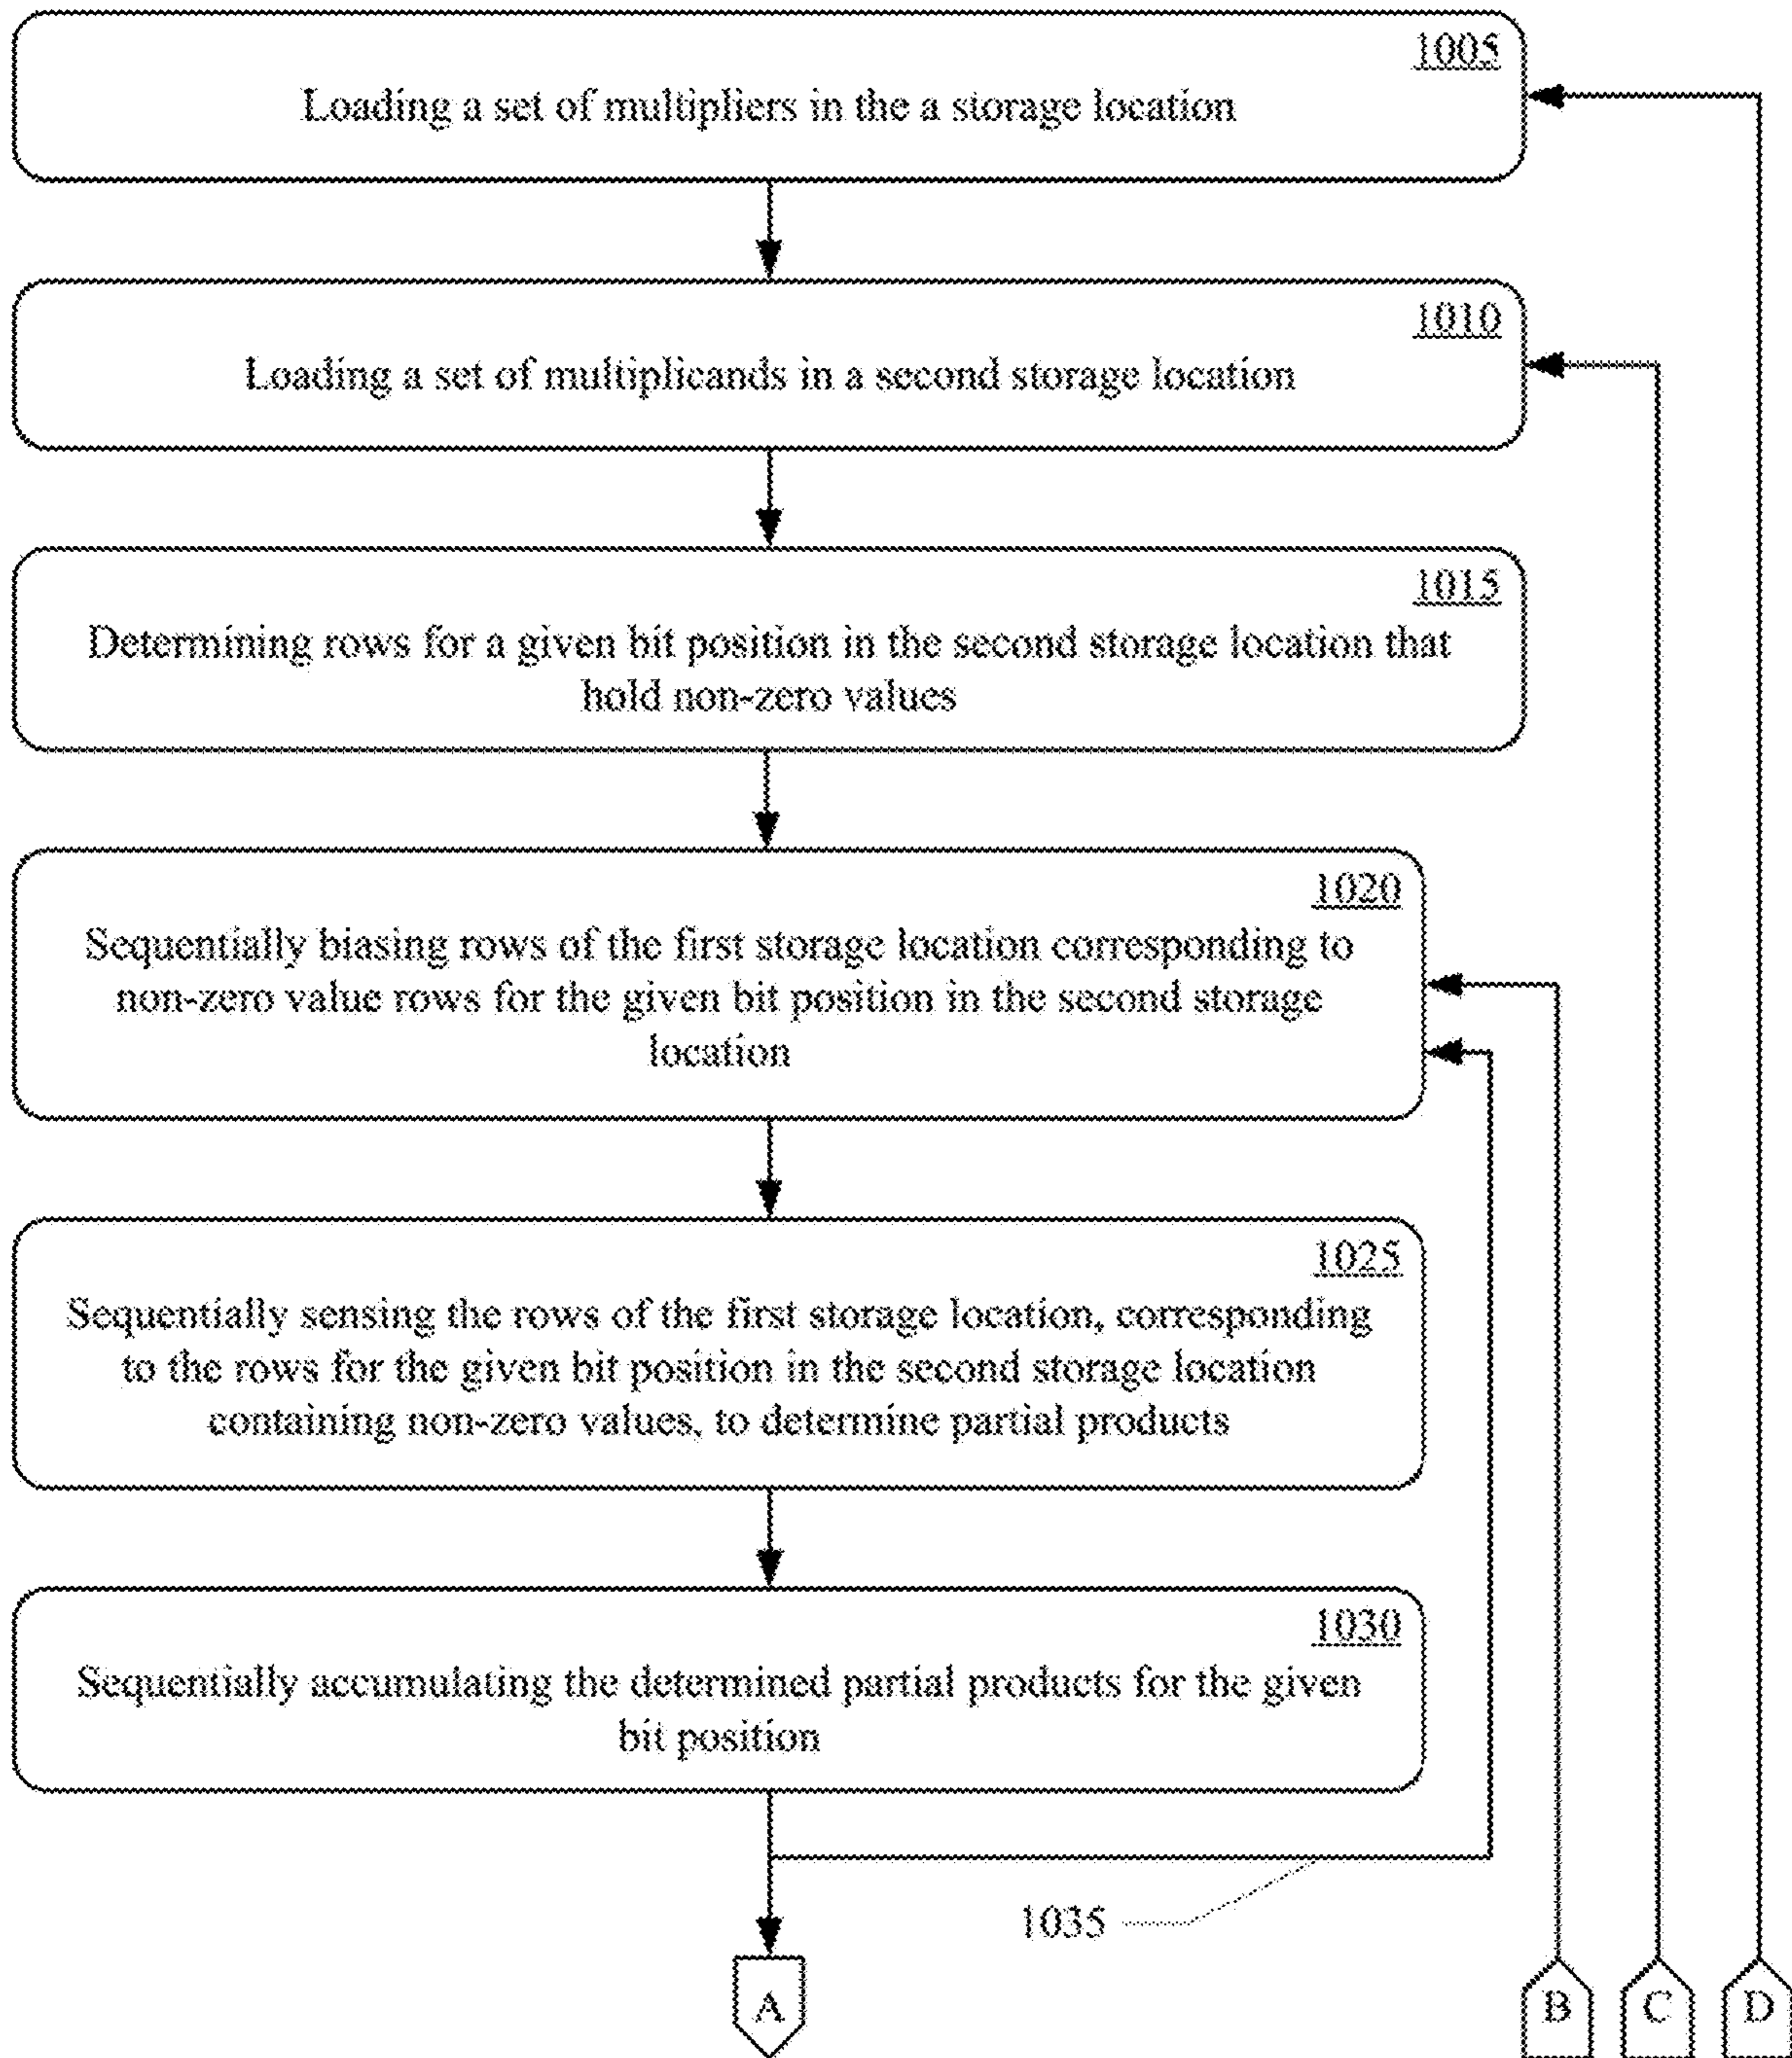 1005
Loading a set of multipliers in the a storage location
1010
Loading a set of multiplicands in a second storage location
1015
Determining rows for a given bit position in the second storage location that
hold non-zero values
1020
Sequentially biasing rows of the first storage location corresponding to
non-zero value rows for the given bit position in the second storage
location
1025
Sequentially sensing the rows of the first storage location, corresponding
to the rows for the given bit position in the second storage location
containing non-zero values, to determine partial products
1030
Sequentially accumulating the determined partial products for the given
bit position
1035
A
B
C
D